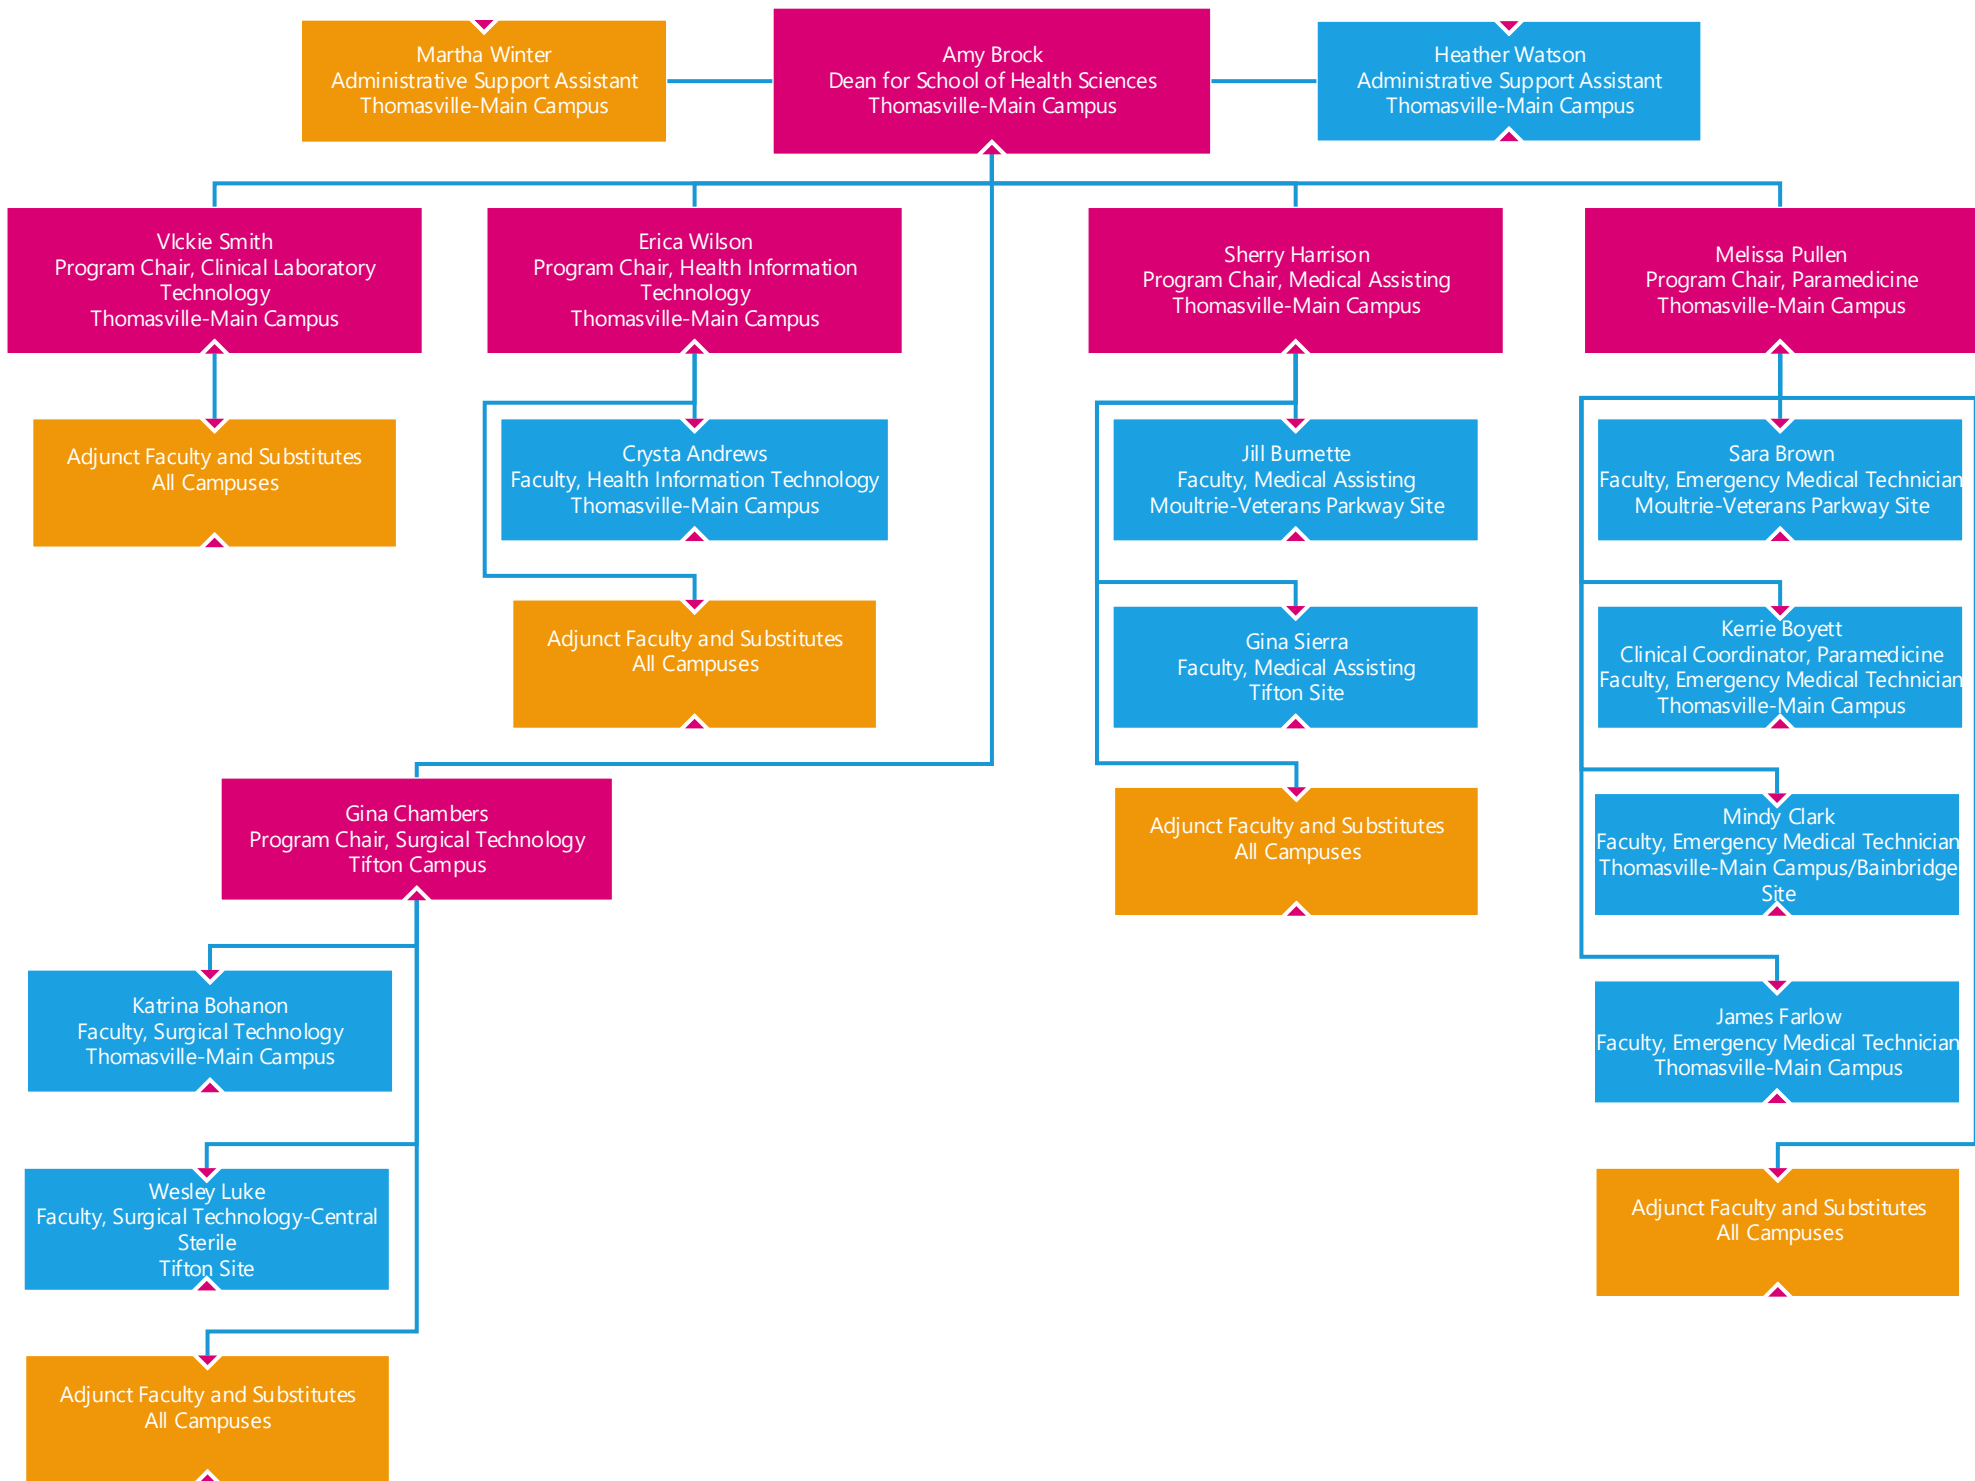 Martha Winter
Administrative Support Assistant
Thomasville-Main Campus
Amy Brock
Dean for School of Health Sciences
Thomasville-Main Campus
Heather Watson
Administrative Support Assistant
Thomasville-Main Campus
VIckie Smith
Program Chair, Clinical Laboratory
Technology
Thomasville-Main Campus
Erica Wilson
Program Chair, Health Information
Technology
Thomasville-Main Campus
Sherry Harrison
Program Chair, Medical Assisting
Thomasville-Main Campus
Melissa Pullen
Program Chair, Paramedicine
Thomasville-Main Campus
Adjunct Faculty and Substitutes
All Campuses
Crysta Andrews
Faculty, Health Information Technology
Thomasville-Main Campus
Jill Burnette
Faculty, Medical Assisting
Moultrie-Veterans Parkway Site
Sara Brown
Faculty, Emergency Medical Technician
Moultrie-Veterans Parkway Site
Adjunct Faculty and Substitutes
All Campuses
Gina Sierra
Faculty, Medical Assisting
Tifton Site
Kerrie Boyett
Clinical Coordinator, Paramedicine
Faculty, Emergency Medical Technician
Thomasville-Main Campus
Gina Chambers
Program Chair, Surgical Technology
Tifton Campus
Adjunct Faculty and Substitutes
All Campuses
Mindy Clark
Faculty, Emergency Medical Technician
Thomasville-Main Campus/Bainbridge
Site
Katrina Bohanon
Faculty, Surgical Technology
Thomasville-Main Campus
James Farlow
Faculty, Emergency Medical Technician
Thomasville-Main Campus
Wesley Luke
Faculty, Surgical Technology-Central
Sterile
Tifton Site
Adjunct Faculty and Substitutes
All Campuses
Adjunct Faculty and Substitutes
All Campuses